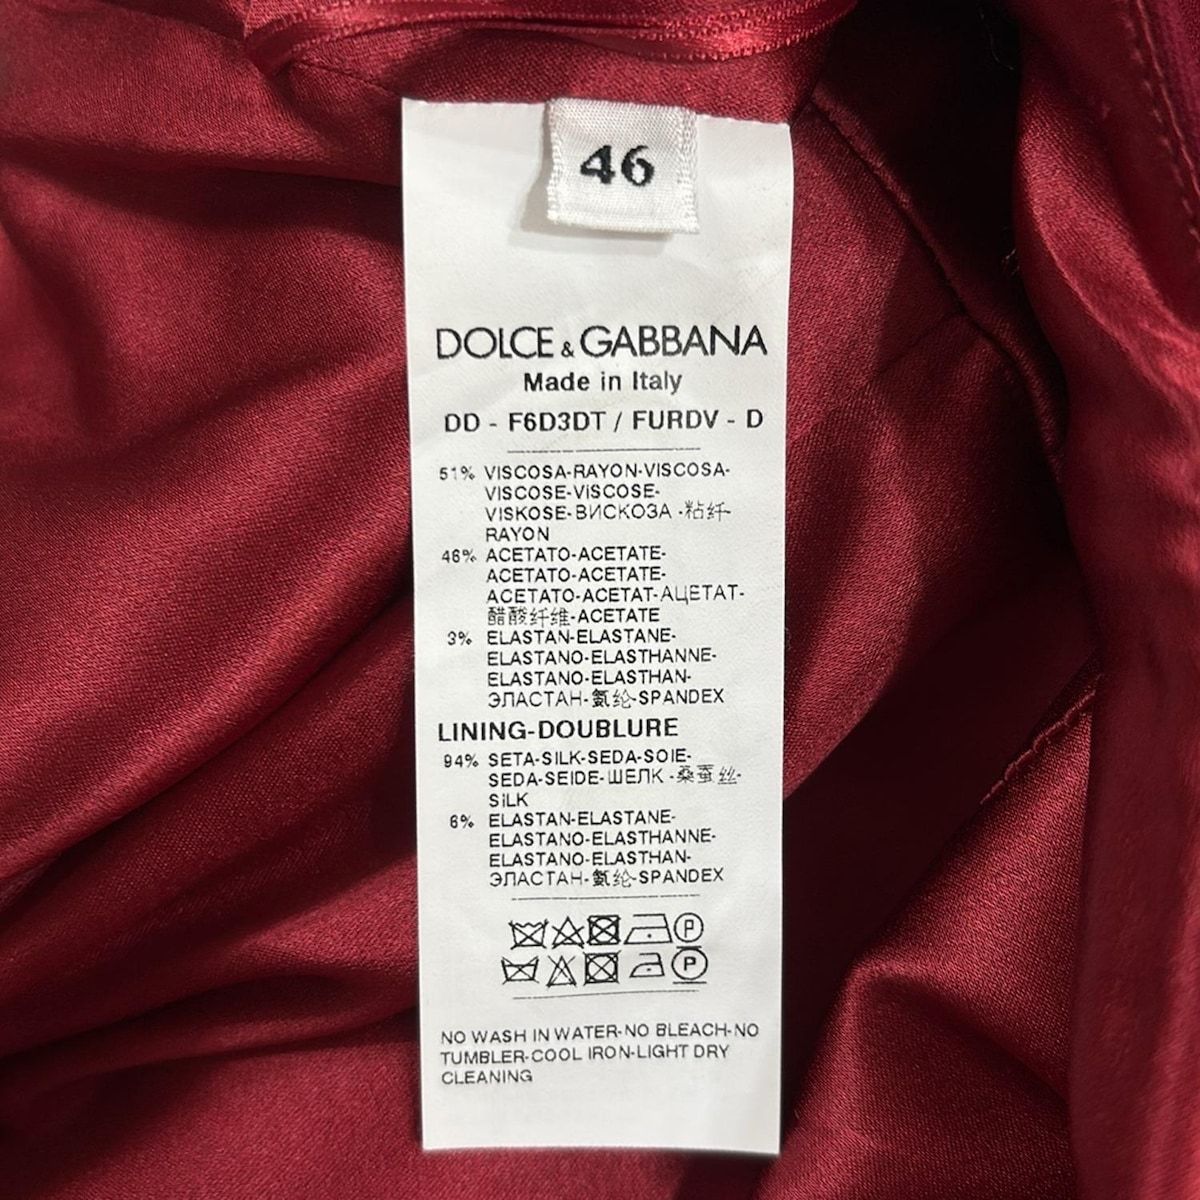 46
DOLCE & GABBANA
Made in Italy
DD - F6D3DT / FURDV - D
51% VISCOSA-RAYON-VISCOSA-
VISCOSE-VISCOSE-
VISKOSE-ВИСКОЗА -粘纤-
RAYON
46% ACETATO-ACETATE-
ACETATO-ACETATE-
ACETATO-ACETAT-АЦЕТАТ-
醋酸纤维-ACETATE
3% ELASTAN-ELASTANE-
ELASTANO-ELASTHANNE-
ELASTANO-ELASTHAN-
ЭЛАСТАН-氨纶-SPANDEX
LINING-DOUBLURE
94% SETA-SILK-SEDA-SOIE-
SEDA-SEIDE-ШЕЛК -桑蚕丝-
SILK
6% ELASTAN-ELASTANE-
ELASTANO-ELASTHANNE-
ELASTANO-ELASTHAN-
ЭЛАСТАН-氨纶-SPANDEX
P
P
NO WASH IN WATER-NO BLEACH-NO
TUMBLER-COOL IRON-LIGHT DRY
CLEANING